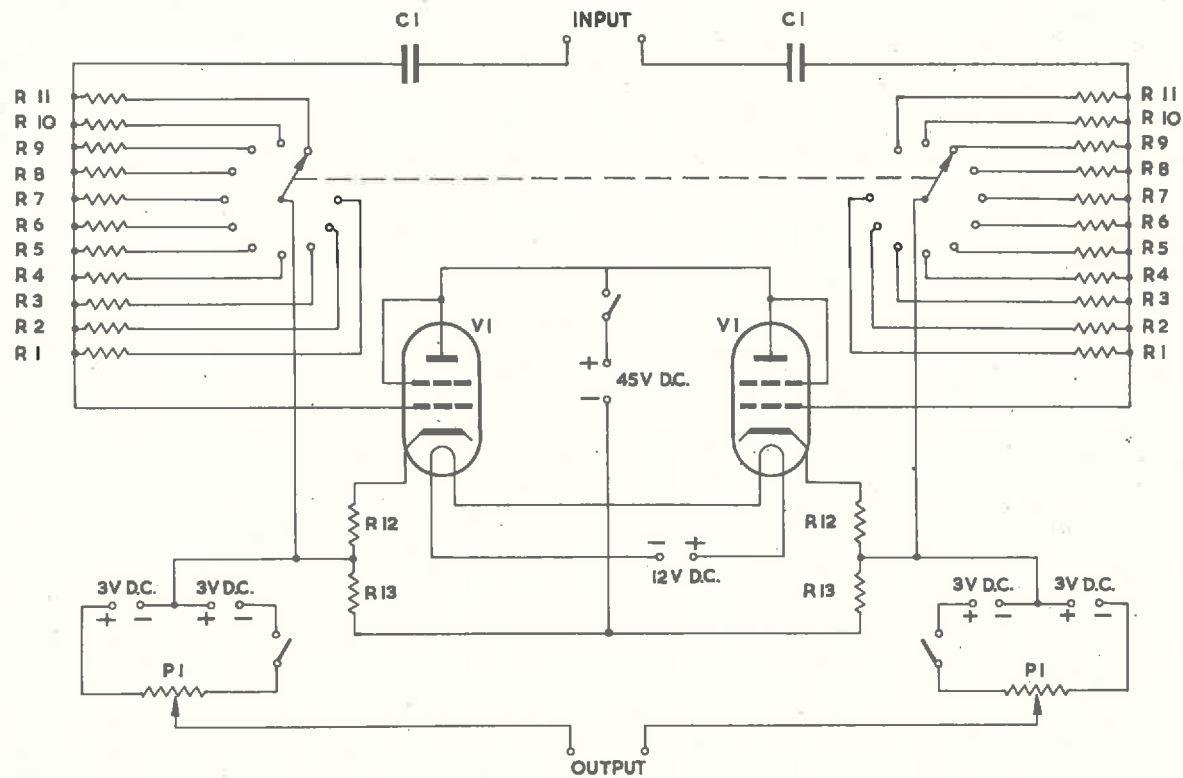 C1 INPUT C1
R 11 R 11
R 10 R 10
R 9 R 9
R 8 R 8
R 7 R 7
R 6 R 6
R 5 R 5
R 4 R 4
R 3 R 3
R 2 R 2
R 1 R 1
V1 V1
+ 45V D.C.
−
R 12 R 12
− +
12V D.C.
R 13 R 13
3V D.C. 3V D.C. 3V D.C. 3V D.C.
+ − + − + − + −
P1 P1
OUTPUT